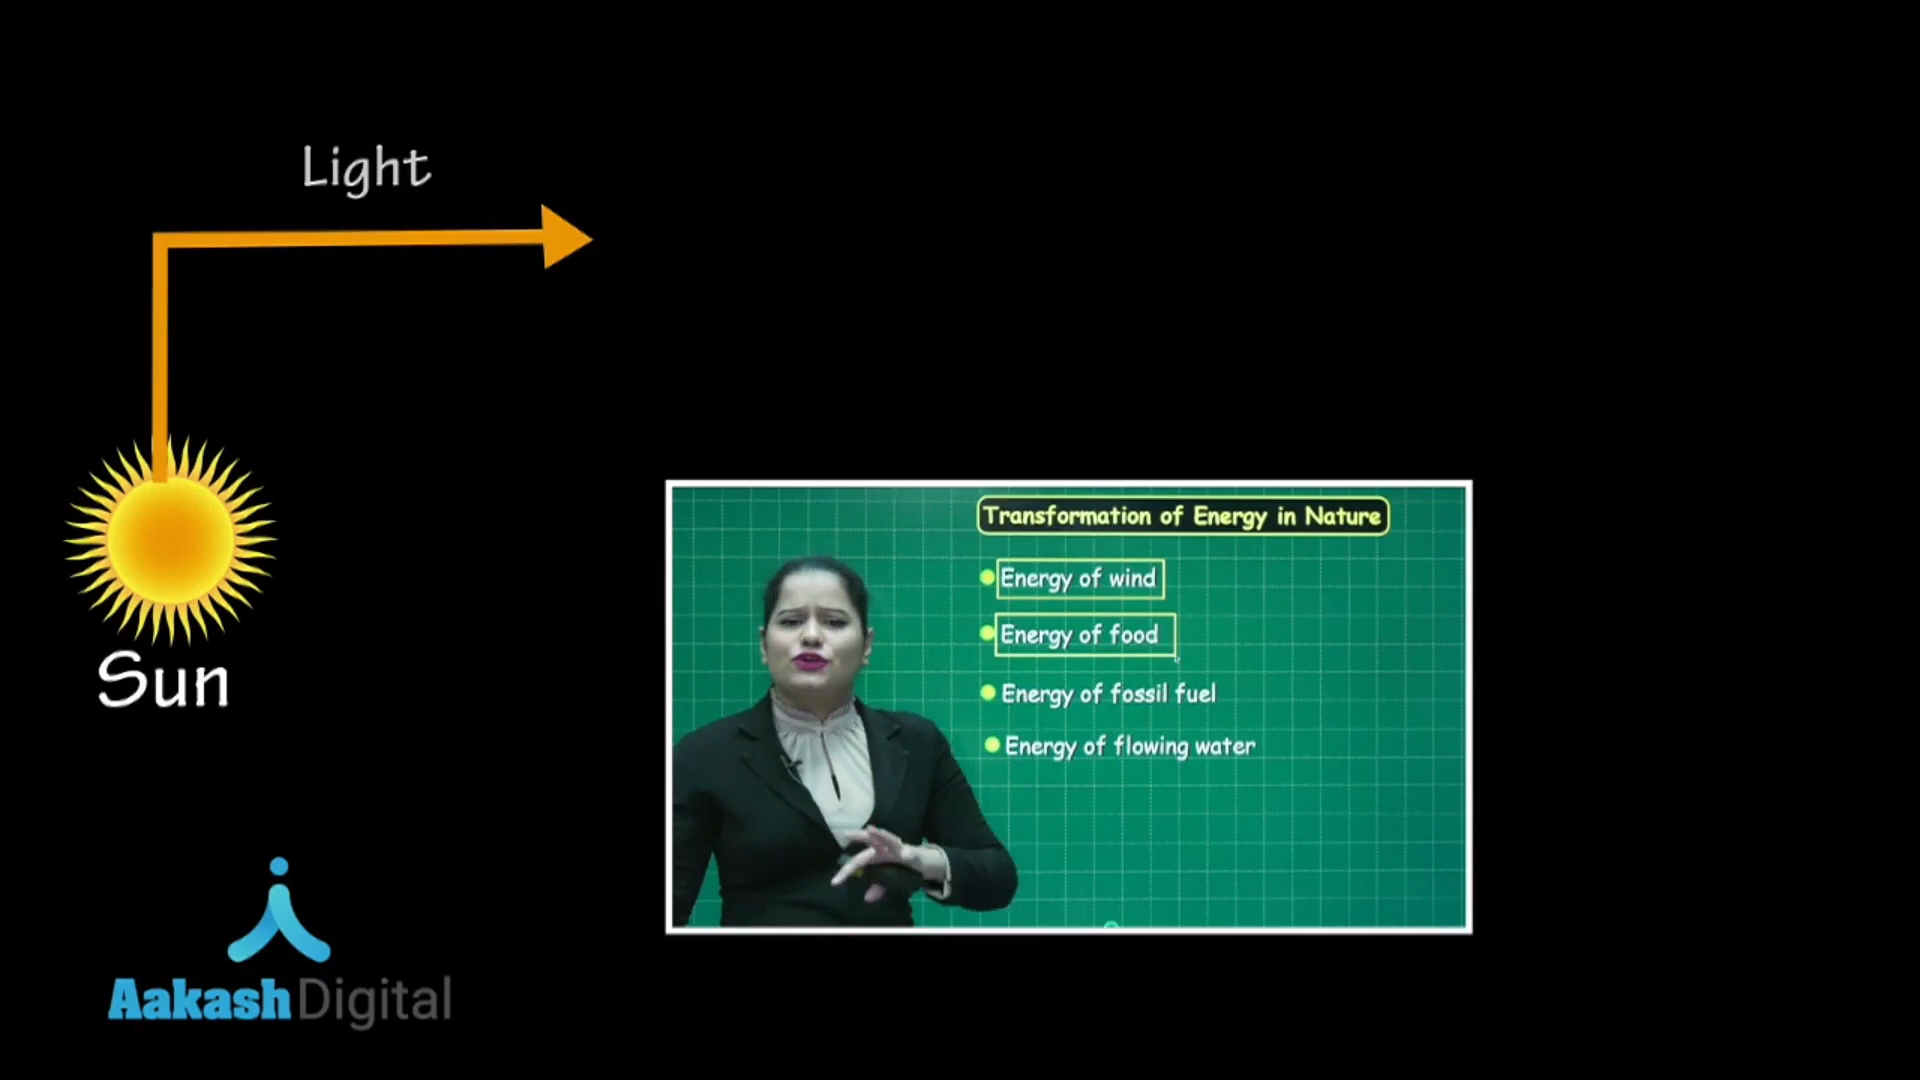 Light
Sun
Transformation of Energy in Nature
Energy of wind
Energy of food
Energy of fossil fuel
Energy of flowing water
Aakash Digital